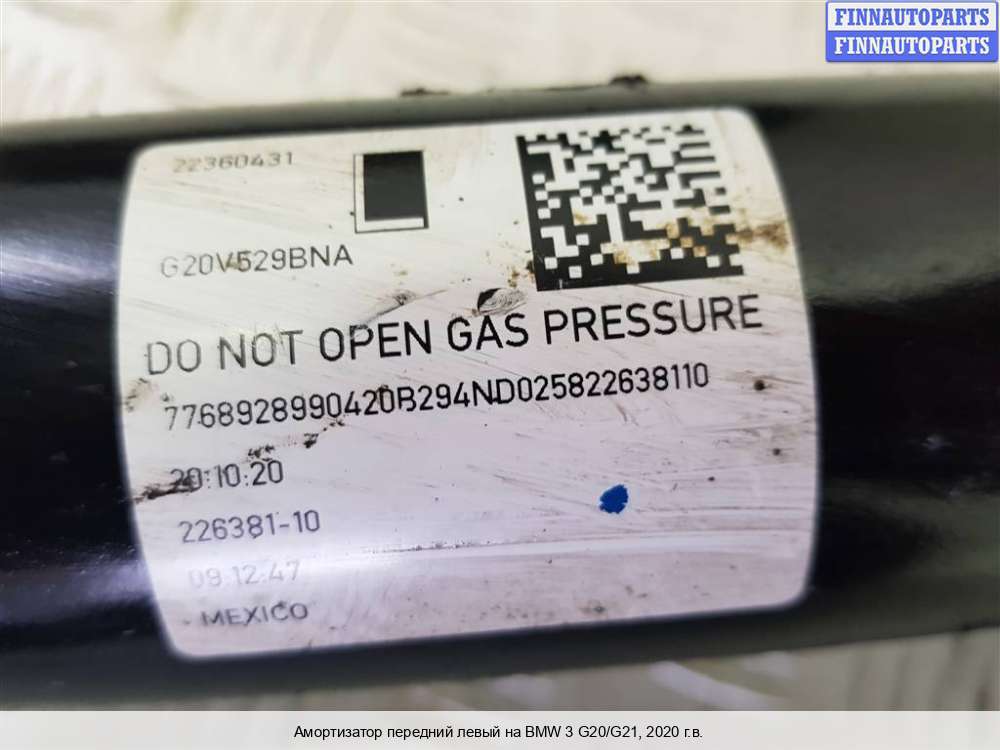 FINNAUTOPARTS
FINNAUTOPARTS
22360431
G20V529BNA
DO NOT OPEN GAS PRESSURE
7768928990420B294ND025822638110
20:10:20
226381-10
09:12:47
MEXICO
Амортизатор передний левый на BMW 3 G20/G21, 2020 г.в.